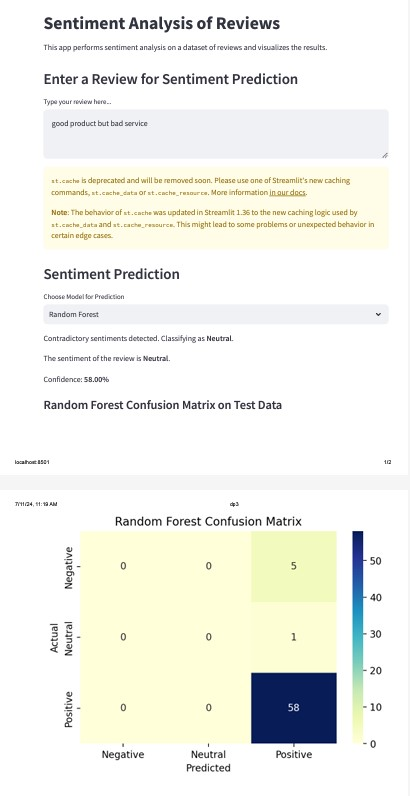 Sentiment Analysis of Reviews
This app performs sentiment analysis on a dataset of reviews and visualizes the results.
Enter a Review for Sentiment Prediction
Type your review here...
good product but bad service
st.cache is deprecated and will be removed soon. Please use one of Streamlit's new caching
commands, st.cache_data or st.cache_resource. More information in our docs.
Note: The behavior of st.cache was updated in Streamlit 1.36 to the new caching logic used by
st.cache_data and st.cache_resource. This might lead to some problems or unexpected behavior in
certain edge cases.
Sentiment Prediction
Choose Model for Prediction
Random Forest
Contradictory sentiments detected. Classifying as Neutral.
The sentiment of the review is Neutral.
Confidence: 58.00%
Random Forest Confusion Matrix on Test Data
localhost:8501
1/2
7/11/24, 11:19 AM
dp3
Random Forest Confusion Matrix
Negative
0
0
5
Actual
Neutral
0
0
1
Positive
0
0
58
50
40
30
20
10
0
Negative
Neutral
Positive
Predicted